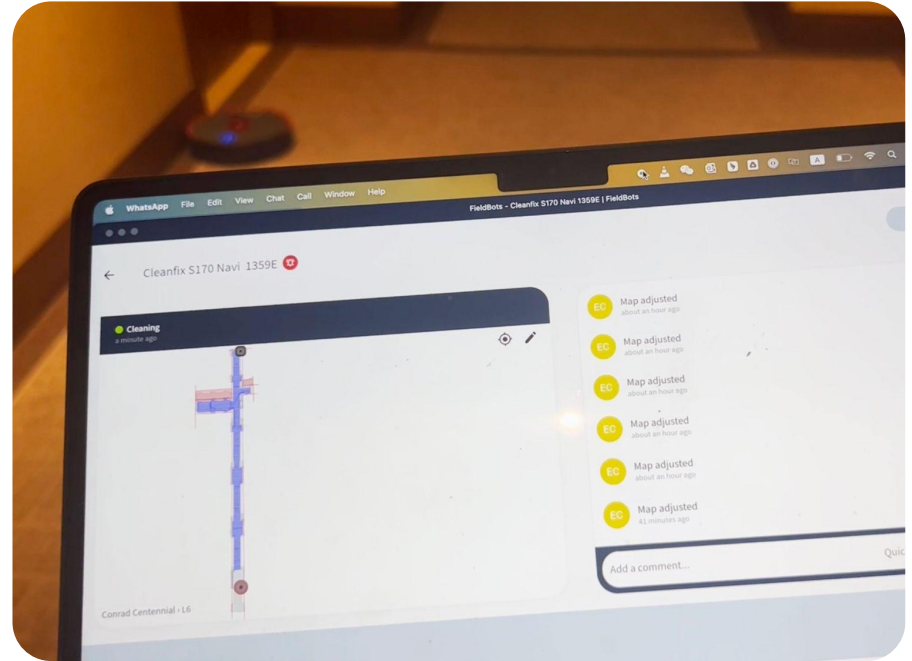 WhatsApp File Edit View Chat Call Window Help
A
FieldBots - Cleanfix S170 Navi 1359E | FieldBots
Cleanfix S170 Navi 1359E
Cleaning
a minute ago
Conrad Centennial › L6
EC Map adjusted
about an hour ago
EC Map adjusted
about an hour ago
EC Map adjusted
about an hour ago
EC Map adjusted
about an hour ago
EC Map adjusted
about an hour ago
EC Map adjusted
41 minutes ago
Add a comment... Quic